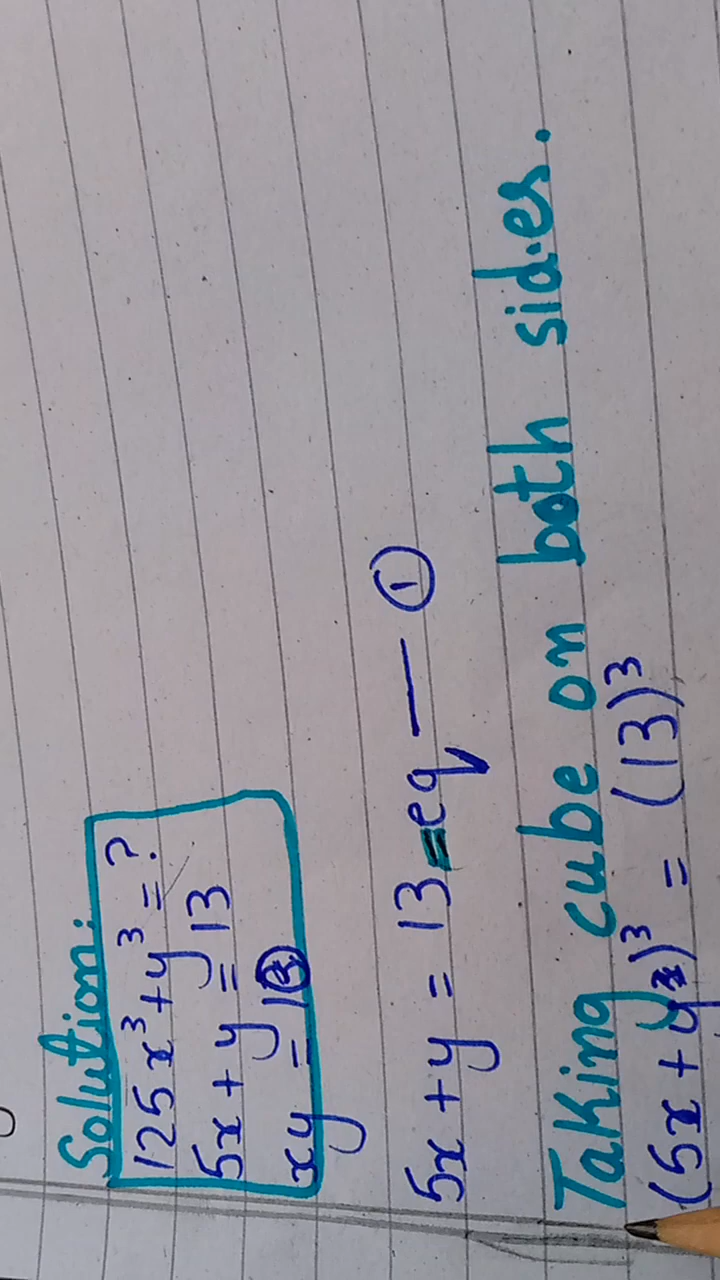 Solution:
125x³+y³=?
5x+y=13
xy =
5x+y = 13 =eq — ①
Taking cube on both sides.
(5x+y)³ = (13)³